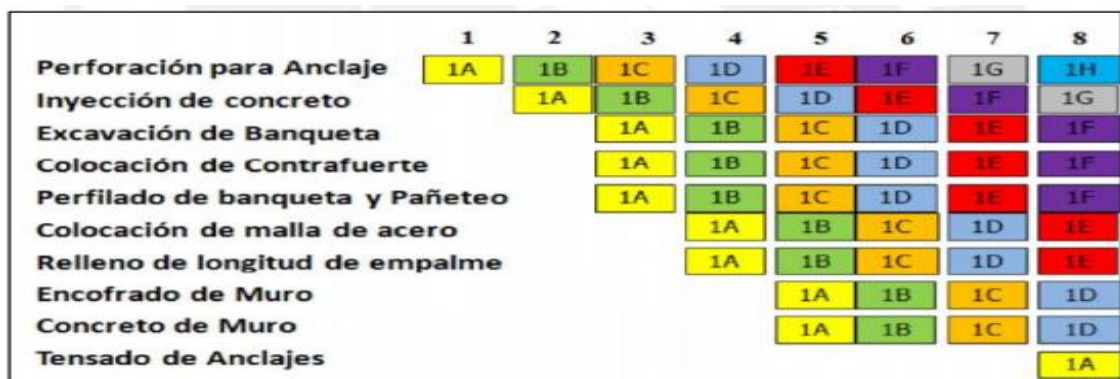 1 2 3 4 5 6 7 8
Perforación para Anclaje 1A 1B 1C 1D 1E 1F 1G 1H
Inyección de concreto 1A 1B 1C 1D 1E 1F 1G
Excavación de Banqueta 1A 1B 1C 1D 1E 1F
Colocación de Contrafuerte 1A 1B 1C 1D 1E 1F
Perfilado de banqueta y Pañeteo 1A 1B 1C 1D 1E 1F
Colocación de malla de acero 1A 1B 1C 1D 1E
Relleno de longitud de empalme 1A 1B 1C 1D 1E
Encofrado de Muro 1A 1B 1C 1D
Concreto de Muro 1A 1B 1C 1D
Tensado de Anclajes 1A